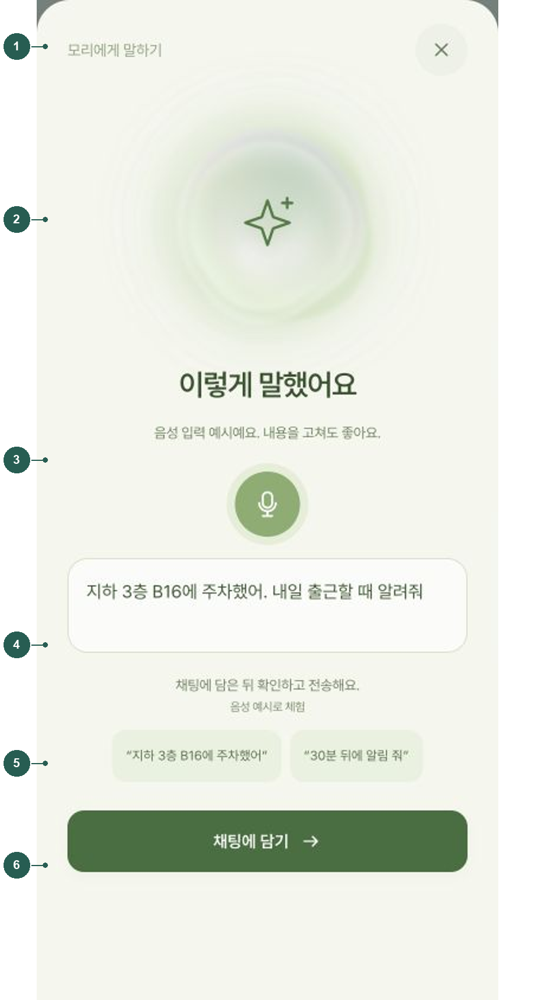 1
모리에게 말하기
2
이렇게 말했어요
음성 입력 예시예요. 내용을 고쳐도 좋아요.
3
지하 3층 B16에 주차했어. 내일 출근할 때 알려줘
4
채팅에 담은 뒤 확인하고 전송해요.
음성 예시로 체험
5
“지하 3층 B16에 주차했어” “30분 뒤에 알림 줘”
채팅에 담기 →
6